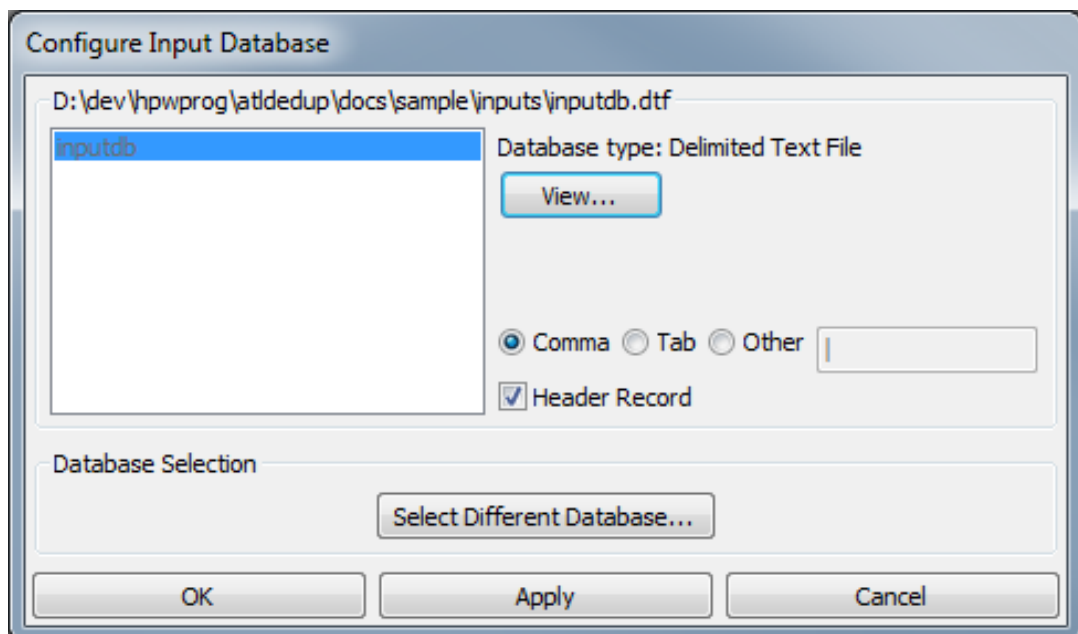 Configure Input Database
D:\dev\hpwprog\atldedup\docs\sample\inputs\inputdb.dtf
inputdb
Database type: Delimited Text File
View...
Comma Tab Other |
Header Record
Database Selection
Select Different Database...
OK Apply Cancel